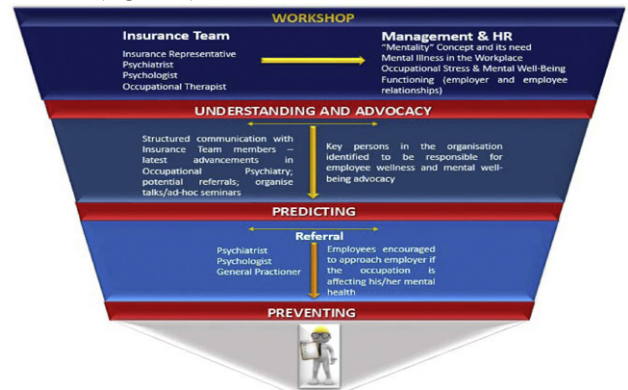 WORKSHOP
Insurance Team
Insurance Representative
Psychiatrist
Psychologist
Occupational Therapist
Management & HR
“Mentality” Concept and its need
Mental Illness in the Workplace
Occupational Stress & Mental Well-Being
Functioning (employer and employee
relationships)
UNDERSTANDING AND ADVOCACY
Structured communication with
Insurance Team members –
latest advancements in
Occupational Psychiatry;
potential referrals; organise
talks/ad-hoc seminars
Key persons in the organisation
identified to be responsible for
employee wellness and mental well-
being advocacy
PREDICTING
Referral
Psychiatrist
Psychologist
General Practioner
Employees encouraged
to approach employer if
the occupation is
affecting his/her mental
health
PREVENTING